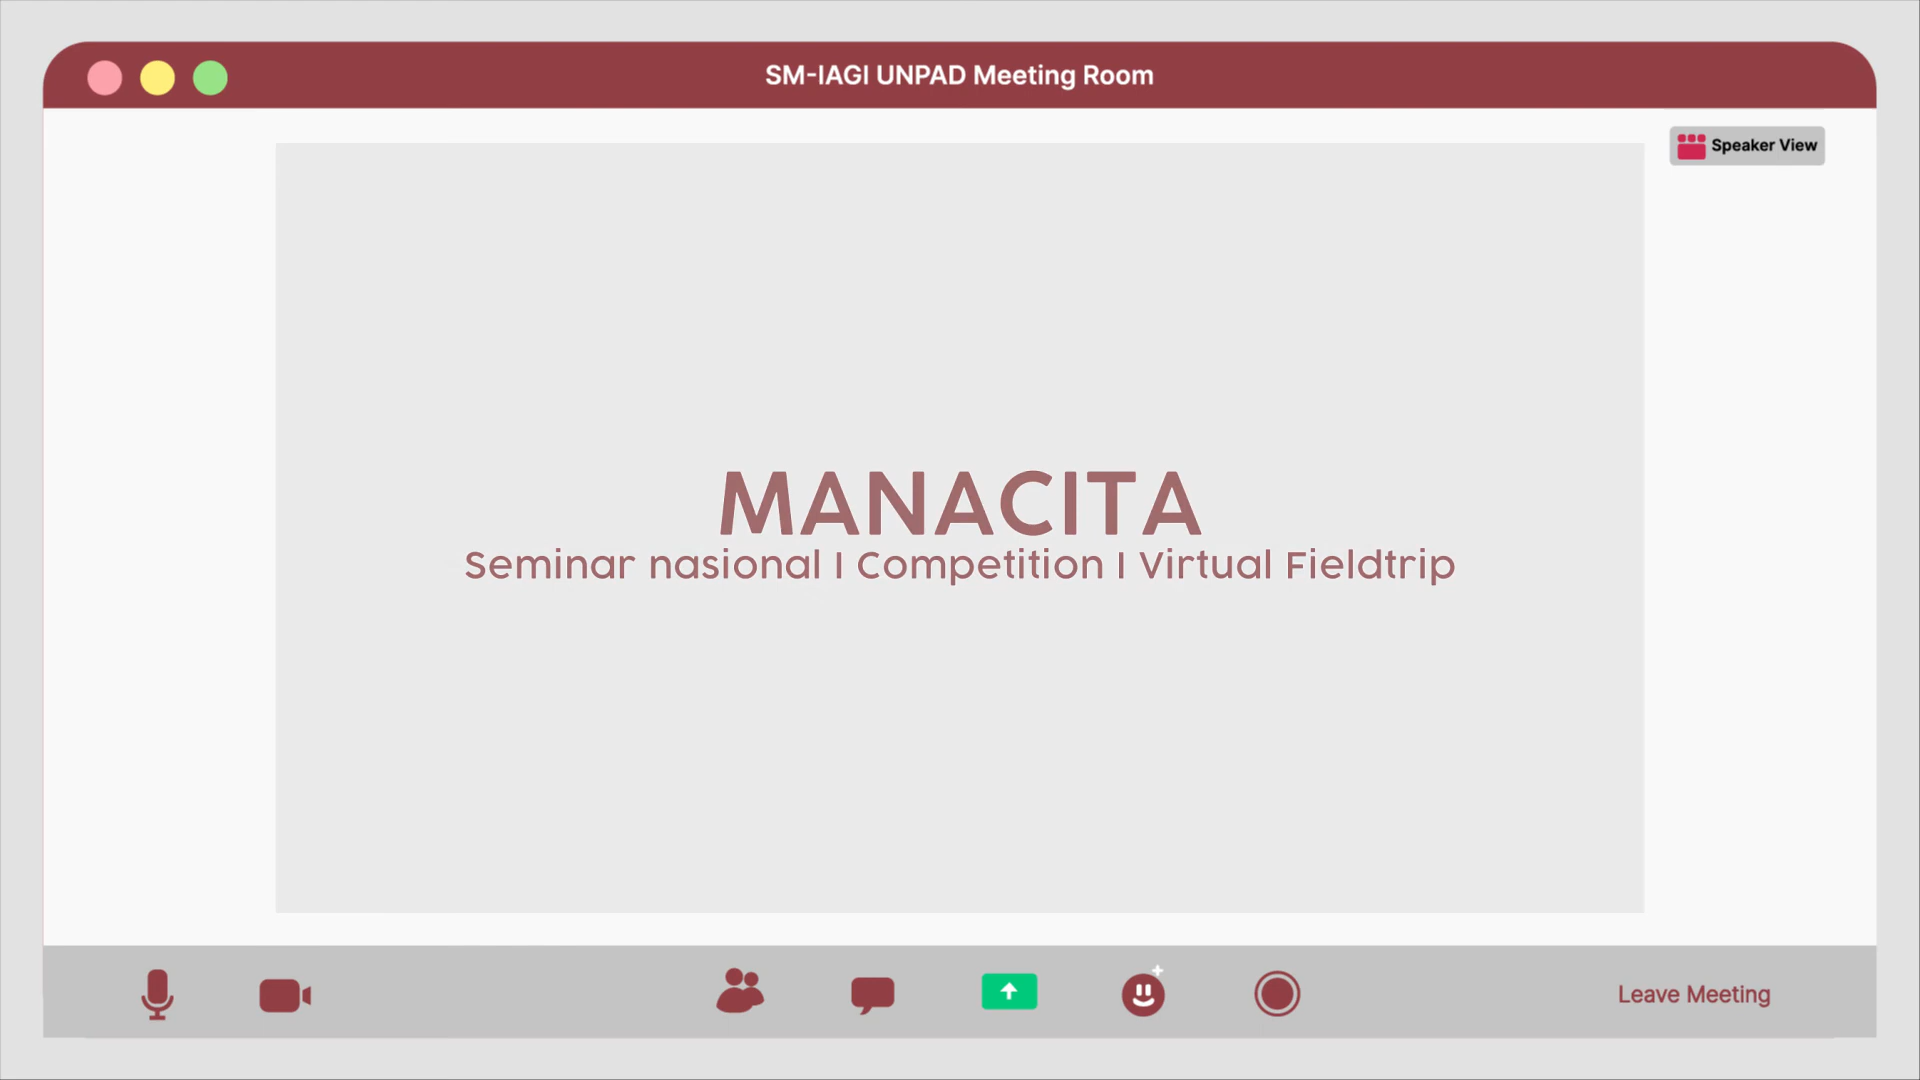 SM-IAGI UNPAD Meeting Room
Speaker View
MANACITA
Seminar nasional I Competition I Virtual Fieldtrip
Leave Meeting